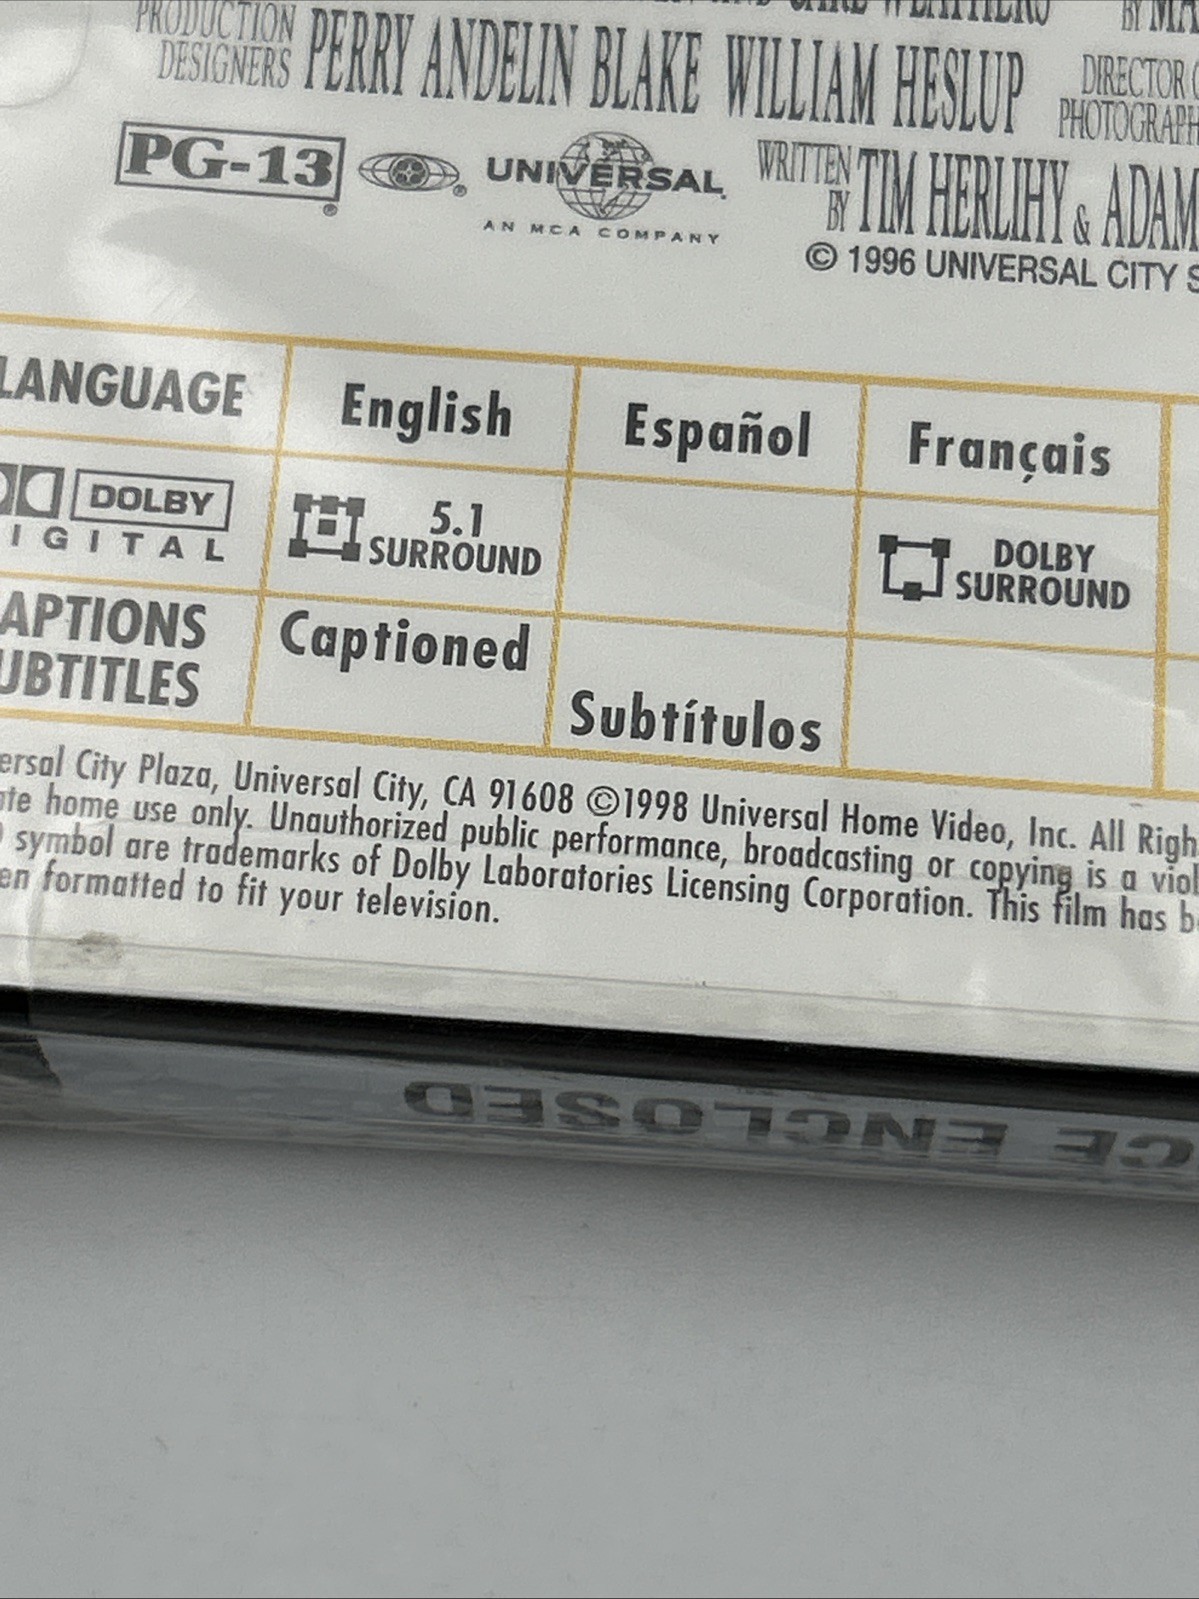 PRODUCTION DESIGNERS PERRY ANDELIN BLAKE WILLIAM HESLUP
DIRECTOR
PG-13
®
®
UNIVERSAL
AN MCA COMPANY
WRITTEN BY TIM HERLIHY & ADAM
© 1996 UNIVERSAL CITY
LANGUAGE English Español Français
DOLBY
5.1 SURROUND
DOLBY SURROUND
Captioned
Subtítulos
City Plaza, Universal City, CA 91608 ©1998 Universal Home Video, Inc. All
home use only. Unauthorized public performance, broadcasting or copying is a
symbol are trademarks of Dolby Laboratories Licensing Corporation. This film has
formatted to fit your television.
ENCLOSED